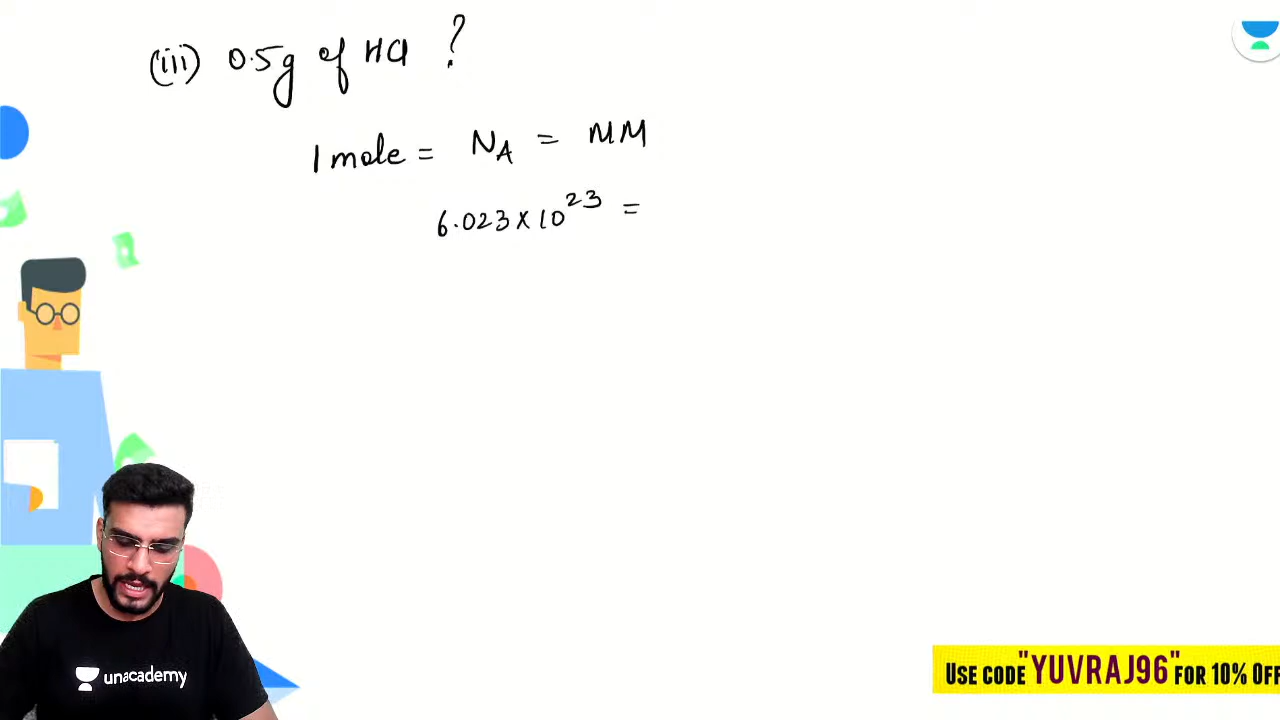 (iii) 0.5g of HCl ?
1 mole = N_A = MM
6.023 × 10^23 =
unacademy
USE CODE "YUVRAJ96" FOR 10% OFF